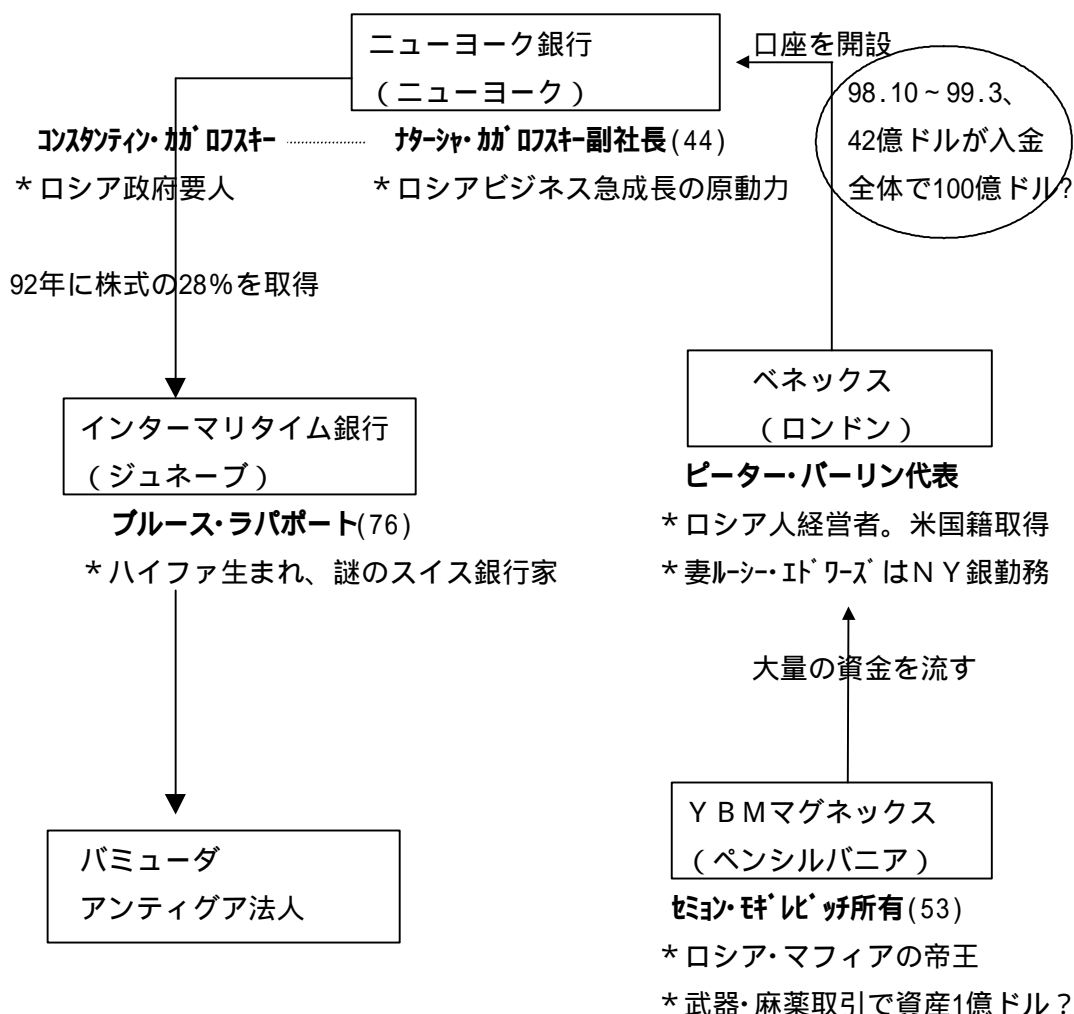 ニューヨーク銀行
(ニューヨーク)
口座を開設
98.10~99.3、
42億ドルが入金
全体で100億ドル?
コンスタンティン・カガロフスキー
ナターシャ・カガロフスキー副社長(44)
*ロシア政府要人
*ロシアビジネス急成長の原動力
92年に株式の28%を取得
インターマリタイム銀行
(ジュネーブ)
ブルース・ラパポート(76)
*ハイファ生まれ、謎のスイス銀行家
ベネックス
(ロンドン)
ピーター・バーリン代表
*ロシア人経営者。米国籍取得
*妻ルーシー・エドワーズはNY銀勤務
大量の資金を流す
バミューダ
アンティグア法人
YBMマグネックス
(ペンシルバニア)
セミョン・モギレビッチ所有(53)
*ロシア・マフィアの帝王
*武器・麻薬取引で資産1億ドル?